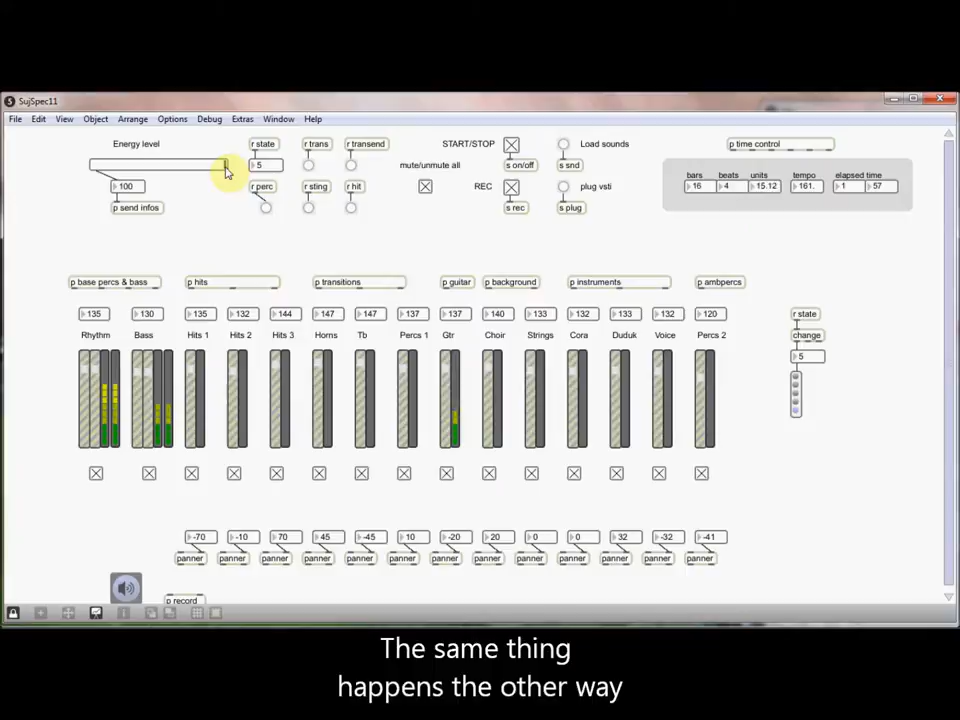 SujSpec11
File Edit View Object Arrange Options Debug Extras Window Help
Energy level r state r trans r transend START/STOP Load sounds p time control
5 mute/unmute all s on/off s snd
bars beats units tempo elapsed time
100 r perc r sting r hit REC plug vsti 16 4 15.12 161. 1 57
p send infos s rec s plug
p base percs & bass p hits p transitions p guitar p background p instruments p ambpercs
135 130 135 132 144 147 147 137 137 140 133 132 133 132 120 r state
Rhythm Bass Hits 1 Hits 2 Hits 3 Horns Tb Percs 1 Gtr Choir Strings Cora Duduk Voice Percs 2 change
5
-70 -10 70 45 -45 10 -20 20 0 0 32 -32 -41
panner panner panner panner panner panner panner panner panner panner panner panner panner
p record
The same thing
happens the other way